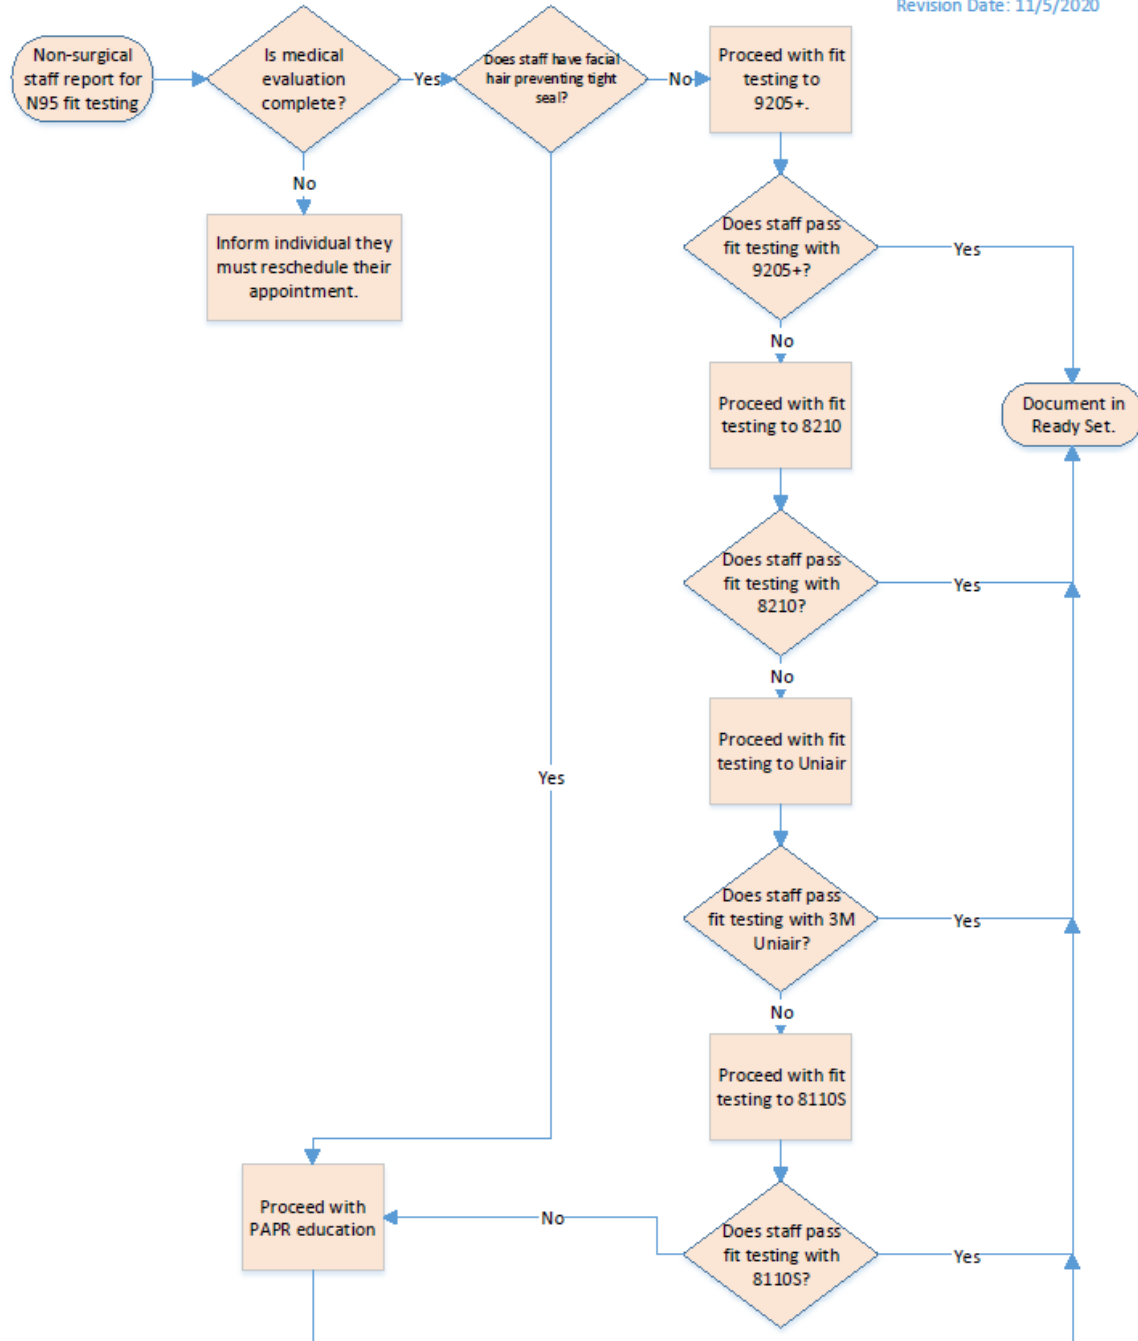 Revision Date: 11/5/2020
Non-surgical
staff report for
N95 fit testing
Is medical
evaluation
complete?
Yes
Does staff have facial
hair preventing tight
seal?
No
Proceed with fit
testing to
9205+.
No
Inform individual they
must reschedule their
appointment.
Does staff pass
fit testing with
9205+?
Yes
No
Proceed with fit
testing to 8210
Document in
Ready Set.
Does staff pass
fit testing with
8210?
Yes
No
Proceed with fit
testing to Uniair
Yes
Does staff pass
fit testing with 3M
Uniair?
Yes
No
Proceed with fit
testing to 8110S
Proceed with
PAPR education
No
Does staff pass
fit testing with
8110S?
Yes